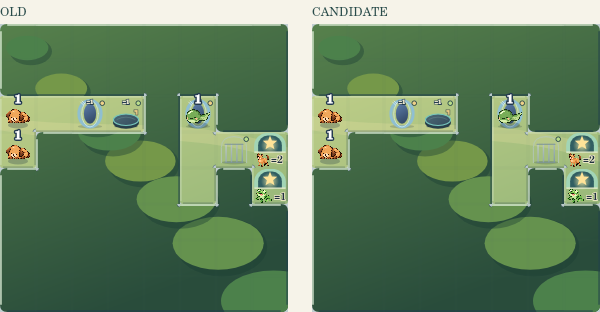 OLD CANDIDATE
1 1 1 1
1 1
=2 =2
=1 =1